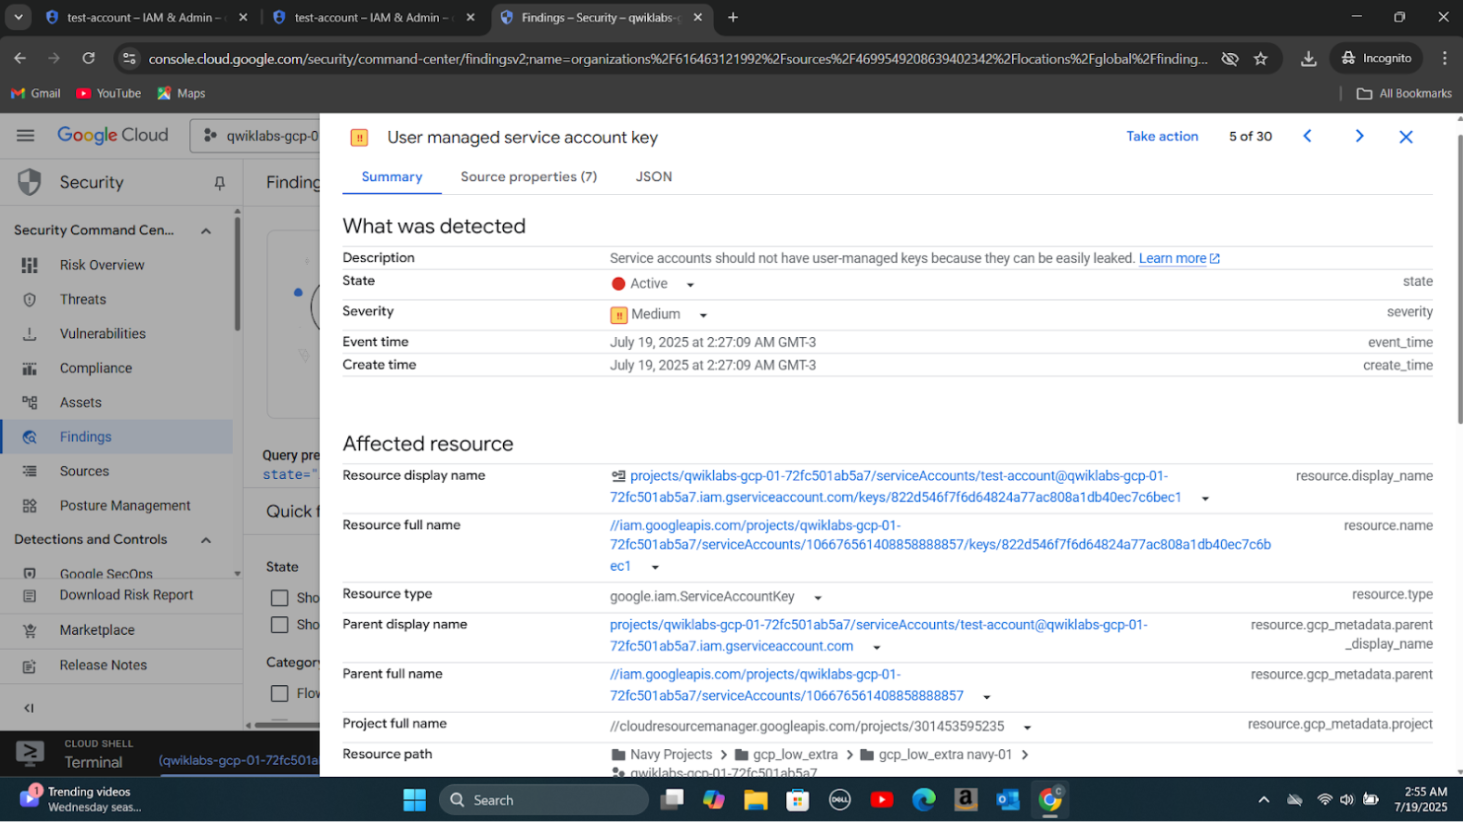 test-account – IAM & Admin –
test-account – IAM & Admin –
Findings – Security – qwiklabs-
console.cloud.google.com/security/command-center/findingsv2;name=organizations%2F616463121992%2Fsources%2F4699549208639402342%2Flocations%2Fglobal%2Ffinding...
Incognito
Gmail
YouTube
Maps
All Bookmarks
Google Cloud
qwiklabs-gcp-0
User managed service account key
Take action
5 of 30
Security
Finding
Summary
Source properties (7)
JSON
Security Command Cen...
Risk Overview
Threats
Vulnerabilities
Compliance
Assets
Findings
Sources
Posture Management
Detections and Controls
Google SecOps
Download Risk Report
Marketplace
Release Notes
Query pre
state="
Quick f
State
Sho
Sho
Category
Flov
What was detected
Description
Service accounts should not have user-managed keys because they can be easily leaked. Learn more
State
Active
state
Severity
!! Medium
severity
Event time
July 19, 2025 at 2:27:09 AM GMT-3
event_time
Create time
July 19, 2025 at 2:27:09 AM GMT-3
create_time
Affected resource
Resource display name
projects/qwiklabs-gcp-01-72fc501ab5a7/serviceAccounts/test-account@qwiklabs-gcp-01-
72fc501ab5a7.iam.gserviceaccount.com/keys/822d546f7f6d64824a77ac808a1db40ec7c6bec1
resource.display_name
Resource full name
//iam.googleapis.com/projects/qwiklabs-gcp-01-
72fc501ab5a7/serviceAccounts/106676561408858888857/keys/822d546f7f6d64824a77ac808a1db40ec7c6b
ec1
resource.name
Resource type
google.iam.ServiceAccountKey
resource.type
Parent display name
projects/qwiklabs-gcp-01-72fc501ab5a7/serviceAccounts/test-account@qwiklabs-gcp-01-
72fc501ab5a7.iam.gserviceaccount.com
resource.gcp_metadata.parent
_display_name
Parent full name
//iam.googleapis.com/projects/qwiklabs-gcp-01-
72fc501ab5a7/serviceAccounts/106676561408858888857
resource.gcp_metadata.parent
Project full name
//cloudresourcemanager.googleapis.com/projects/301453595235
resource.gcp_metadata.project
Resource path
Navy Projects > gcp_low_extra > gcp_low_extra navy-01 >
qwiklabs-gcp-01-72fc501ab5a7
CLOUD SHELL
Terminal
(qwiklabs-gcp-01-72fc501a
1
Trending videos
Wednesday seas...
Search
DELL
2:55 AM
7/19/2025